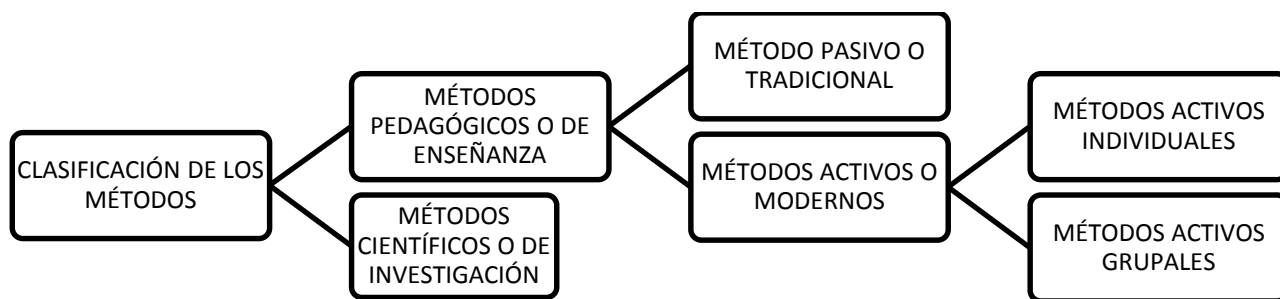 CLASIFICACIÓN DE LOS
MÉTODOS
MÉTODOS
PEDAGÓGICOS O DE
ENSEÑANZA
MÉTODO PASIVO O
TRADICIONAL
MÉTODOS ACTIVOS O
MODERNOS
MÉTODOS ACTIVOS
INDIVIDUALES
MÉTODOS ACTIVOS
GRUPALES
MÉTODOS
CIENTÍFICOS O DE
INVESTIGACIÓN